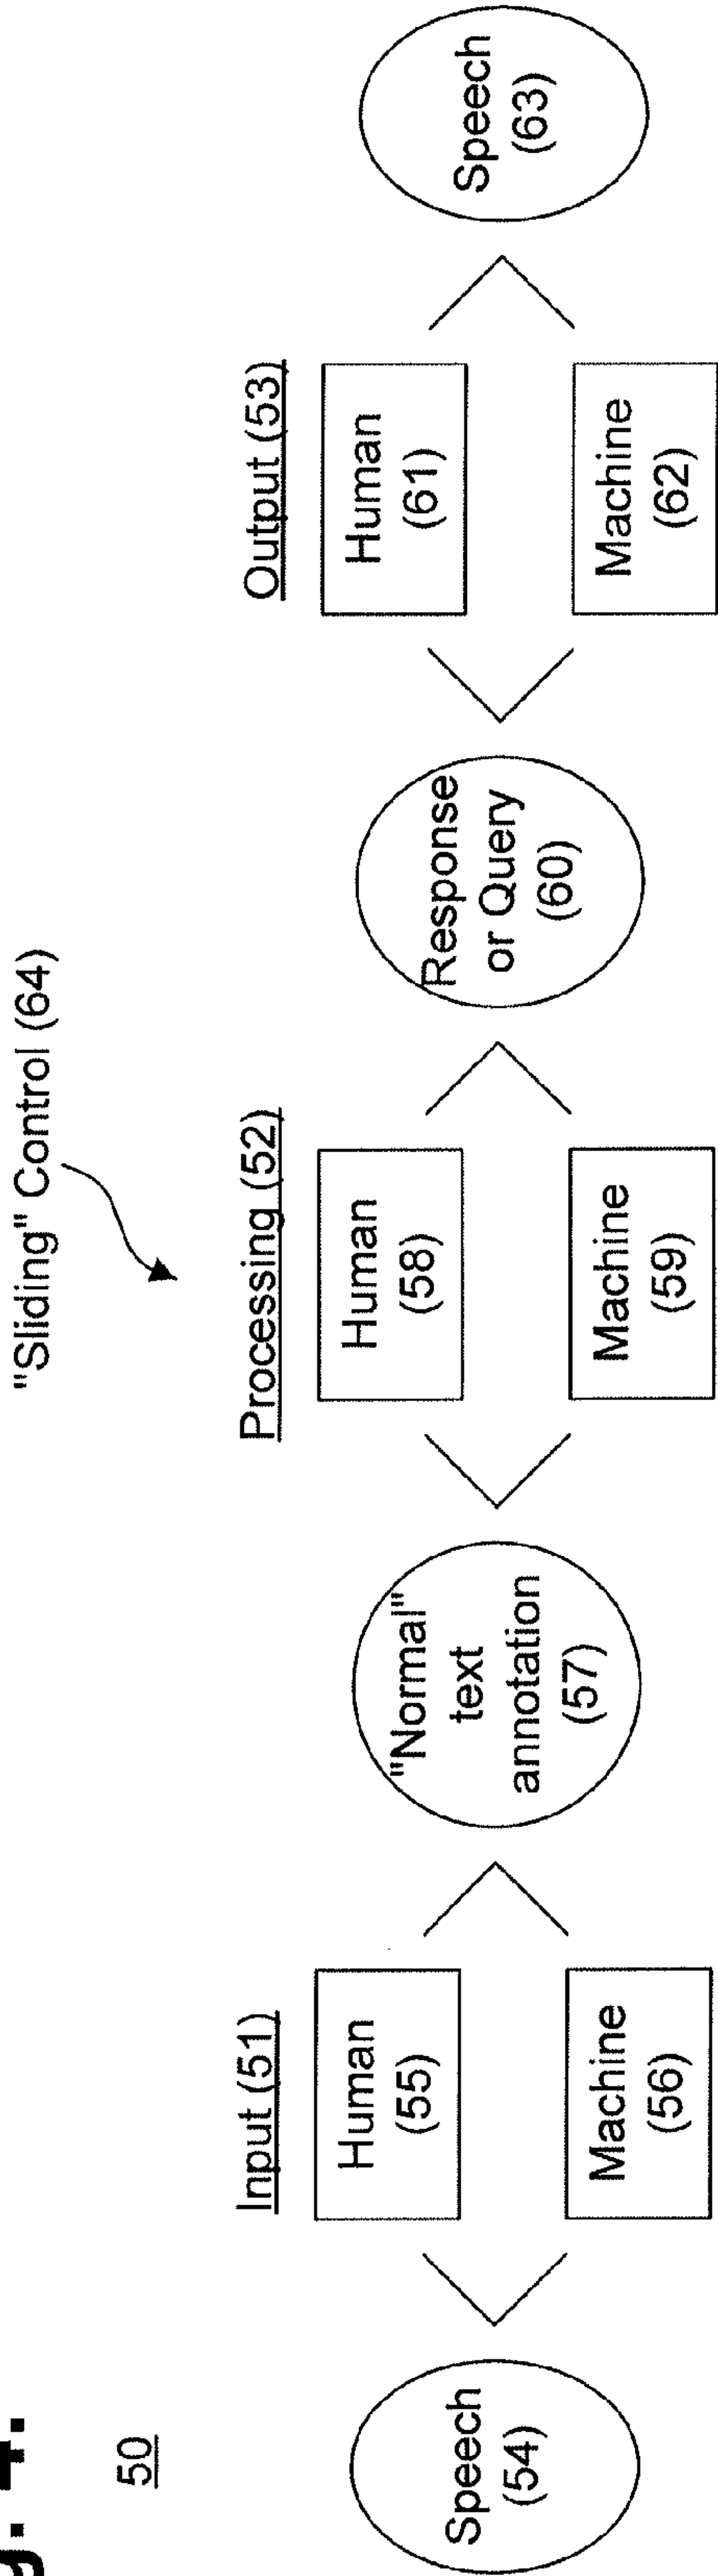 4.
50
"Sliding" Control (64)
Input (51)
Processing (52)
Output (53)
Speech
(54)
Human
(55)
Machine
(56)
"Normal"
text
annotation
(57)
Human
(58)
Machine
(59)
Response
or Query
(60)
Human
(61)
Machine
(62)
Speech
(63)